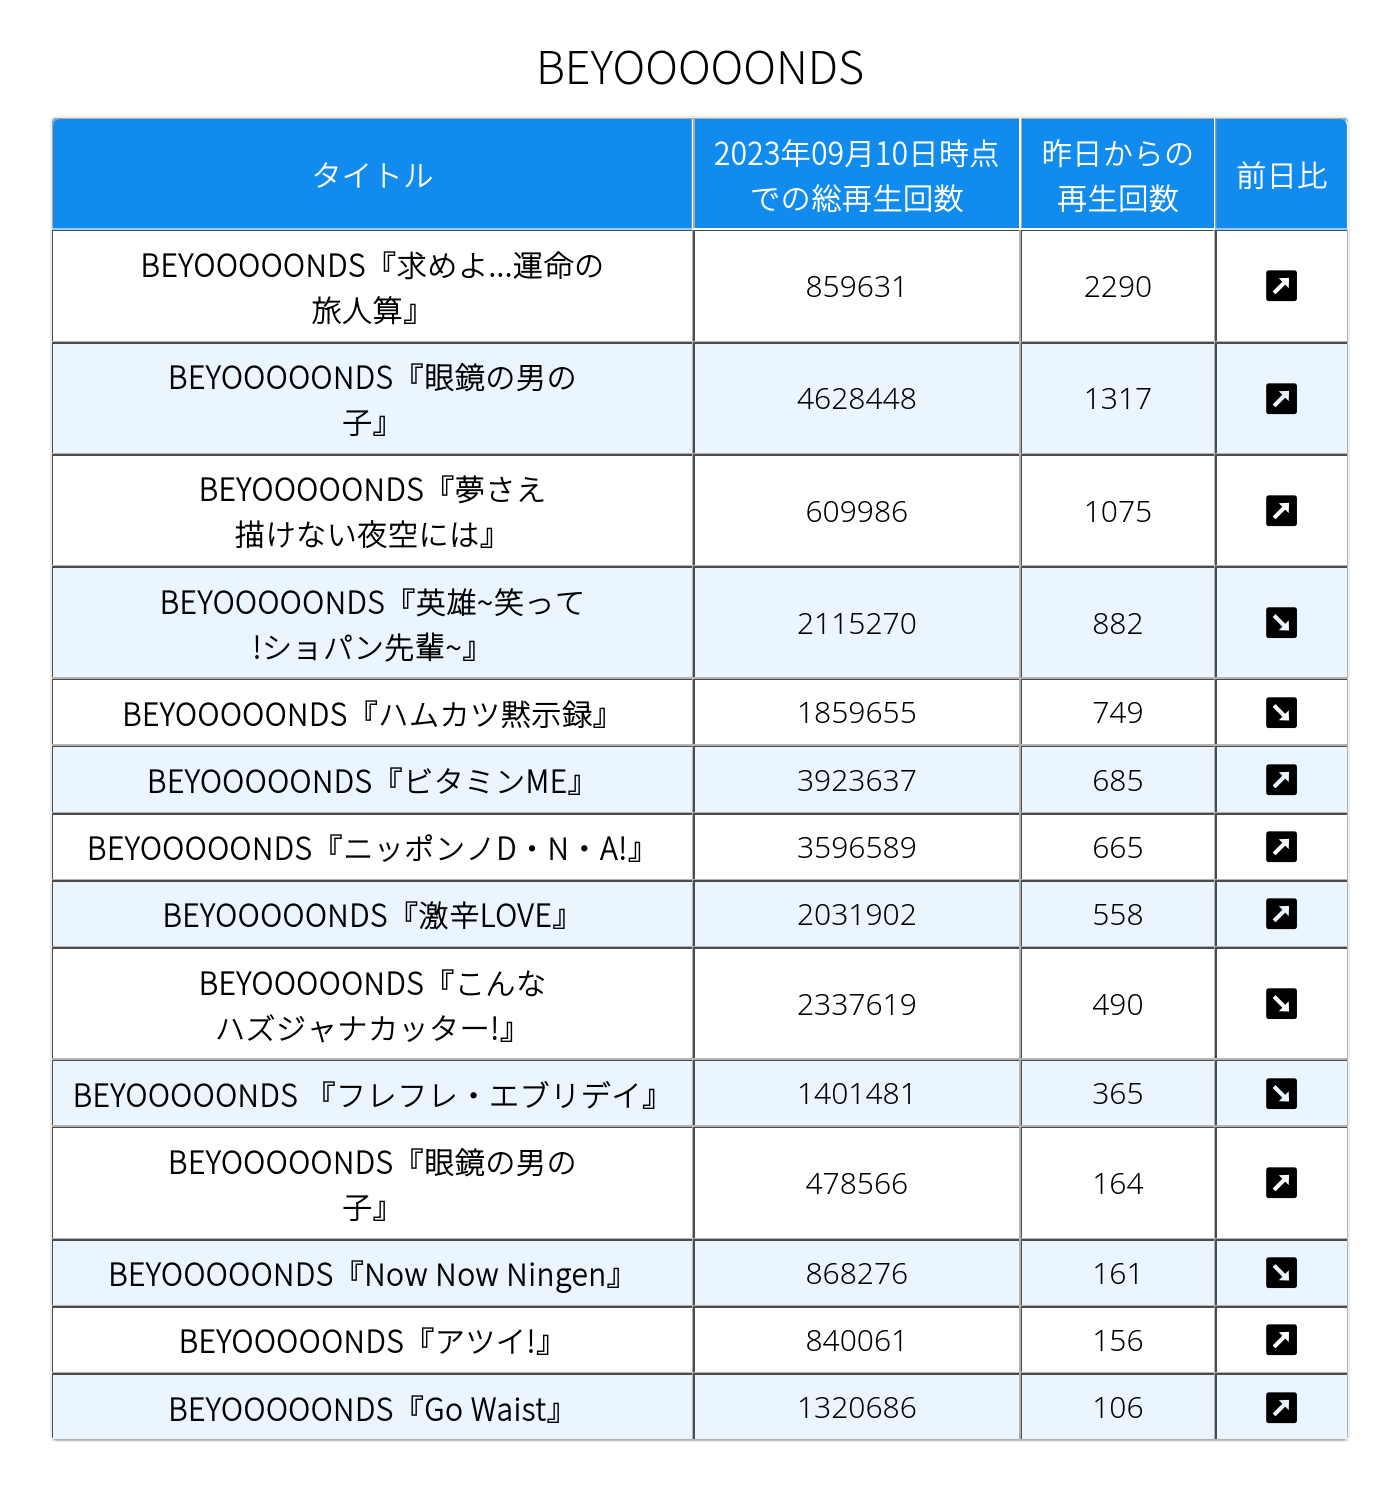 BEYOOOOONDS
タイトル
2023年09月10日時点
での総再生回数
昨日からの
再生回数
前日比
BEYOOOOONDS『求めよ...運命の
旅人算』
859631
2290
↗
BEYOOOOONDS『眼鏡の男の
子』
4628448
1317
↗
BEYOOOOONDS『夢さえ
描けない夜空には』
609986
1075
↗
BEYOOOOONDS『英雄~笑って
!ショパン先輩~』
2115270
882
↘
BEYOOOOONDS『ハムカツ黙示録』
1859655
749
↘
BEYOOOOONDS『ビタミンME』
3923637
685
↗
BEYOOOOONDS『ニッポンノD・N・A!』
3596589
665
↗
BEYOOOOONDS『激辛LOVE』
2031902
558
↗
BEYOOOOONDS『こんな
ハズジャナカッター!』
2337619
490
↘
BEYOOOOONDS 『フレフレ・エブリデイ』
1401481
365
↘
BEYOOOOONDS『眼鏡の男の
子』
478566
164
↗
BEYOOOOONDS『Now Now Ningen』
868276
161
↘
BEYOOOOONDS『アツイ!』
840061
156
↗
BEYOOOOONDS『Go Waist』
1320686
106
↗